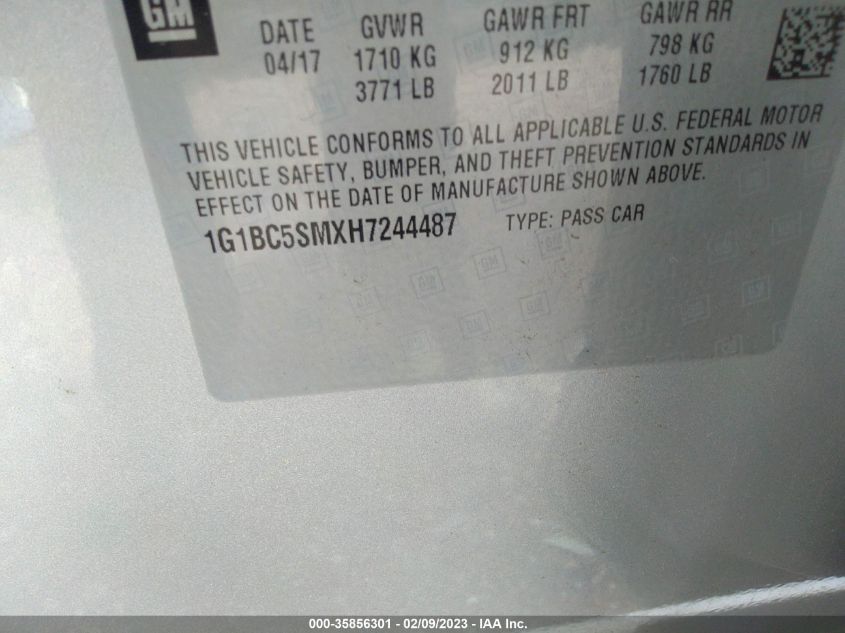 GM
DATE GVWR GAWR FRT GAWR RR
04/17 1710 KG 912 KG 798 KG
3771 LB 2011 LB 1760 LB
THIS VEHICLE CONFORMS TO ALL APPLICABLE U.S. FEDERAL MOTOR
VEHICLE SAFETY, BUMPER, AND THEFT PREVENTION STANDARDS IN
EFFECT ON THE DATE OF MANUFACTURE SHOWN ABOVE.
1G1BC5SMXH7244487 TYPE: PASS CAR
000-35856301 - 02/09/2023 - IAA Inc.